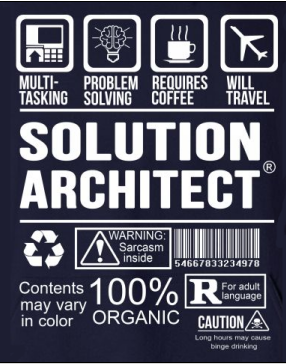 MULTI-
TASKING
PROBLEM
SOLVING
REQUIRES
COFFEE
WILL
TRAVEL
SOLUTION
ARCHITECT®
WARNING:
Sarcasm
inside
54667833234978
Contents
may vary
in color
100%
ORGANIC
R
For adult
language
CAUTION
Long hours may cause
binge drinking